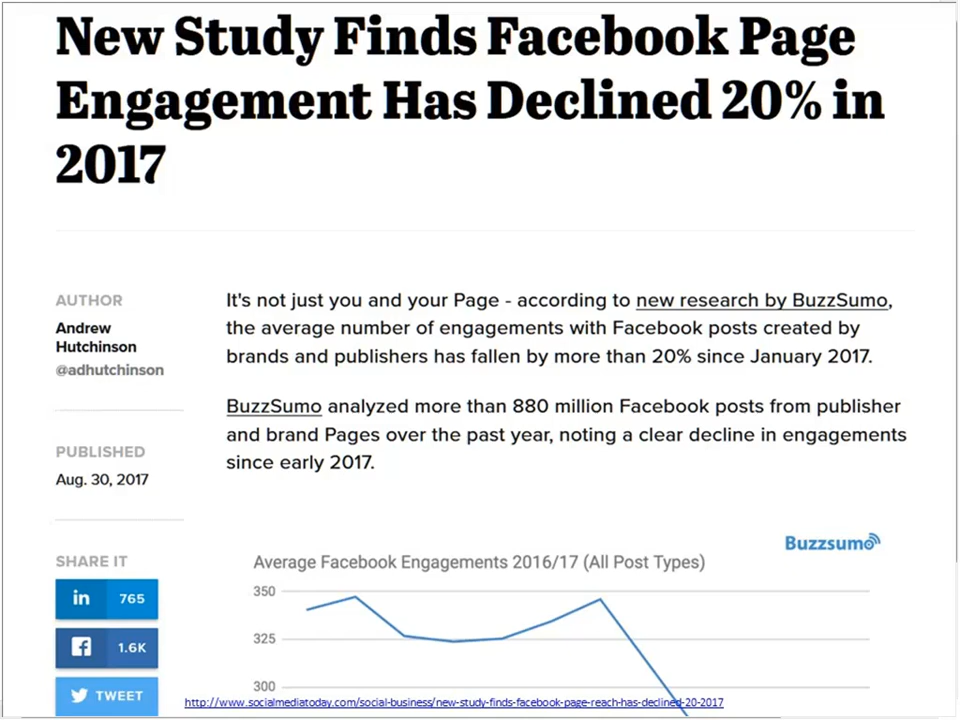 New Study Finds Facebook Page
Engagement Has Declined 20% in
2017
AUTHOR
Andrew
Hutchinson
@adhutchinson
PUBLISHED
Aug. 30, 2017
SHARE IT
in 765
1.6K
TWEET
It's not just you and your Page - according to new research by BuzzSumo,
the average number of engagements with Facebook posts created by
brands and publishers has fallen by more than 20% since January 2017.
BuzzSumo analyzed more than 880 million Facebook posts from publisher
and brand Pages over the past year, noting a clear decline in engagements
since early 2017.
Buzzsumo
Average Facebook Engagements 2016/17 (All Post Types)
350
325
300
http://www.socialmediatoday.com/social-business/new-study-finds-facebook-page-reach-has-declined-20-2017